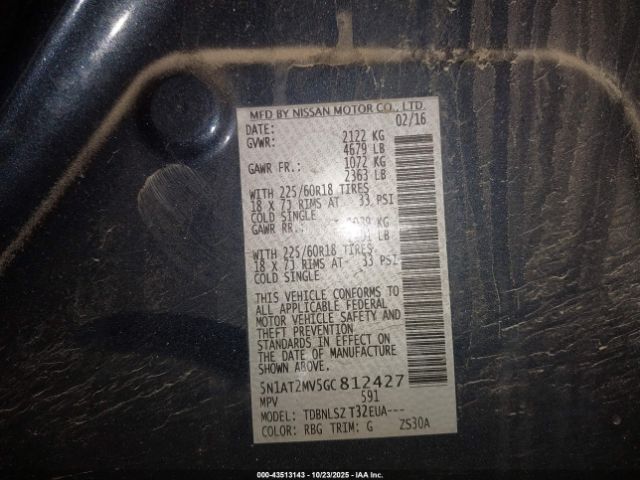 MFD BY NISSAN MOTOR CO., LTD.
DATE: 02/16
GVWR: 2122 KG
4679 LB
GAWR FR.: 1072 KG
2363 LB
WITH 225/60R18 TIRES
18 X 7J RIMS AT 33 PSI
COLD SINGLE
GAWR RR.: KG
LB
WITH 225/60R18 TIRES
18 X 7J RIMS AT 33 PSI
COLD SINGLE
THIS VEHICLE CONFORMS TO
ALL APPLICABLE FEDERAL
MOTOR VEHICLE SAFETY AND
THEFT PREVENTION
STANDARDS IN EFFECT ON
THE DATE OF MANUFACTURE
SHOWN ABOVE.
5N1AT2MV5GC812427
MPV 591
MODEL: TDBNLSZ T32EUA---
COLOR: RBG TRIM: G ZS30A
000-43513143 - 10/23/2025 - IAA Inc.